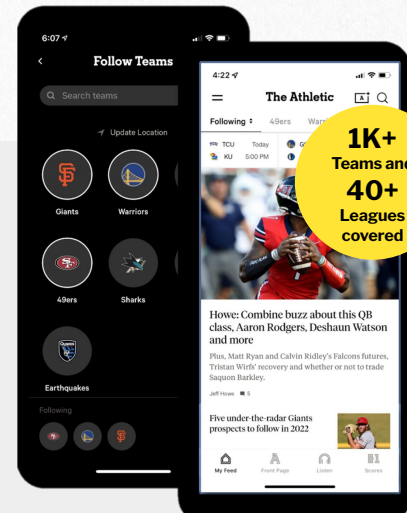 6:07
Follow Teams
Search teams
Update Location
Giants
Warriors
49ers
Sharks
Earthquakes
Following
4:22
The Athletic
Following
49ers
TCU Today
KU 5:00 PM
1K+
Teams and
40+
Leagues
covered
Howe: Combine buzz about this QB
class, Aaron Rodgers, Deshaun Watson
and more
Plus, Matt Ryan and Calvin Ridley's Falcons futures,
Tristan Wirfs' recovery and whether or not to trade
Saquon Barkley.
Jeff Howe 5
Five under-the-radar Giants
prospects to follow in 2022
My Feed
Front Page
Listen
Scores